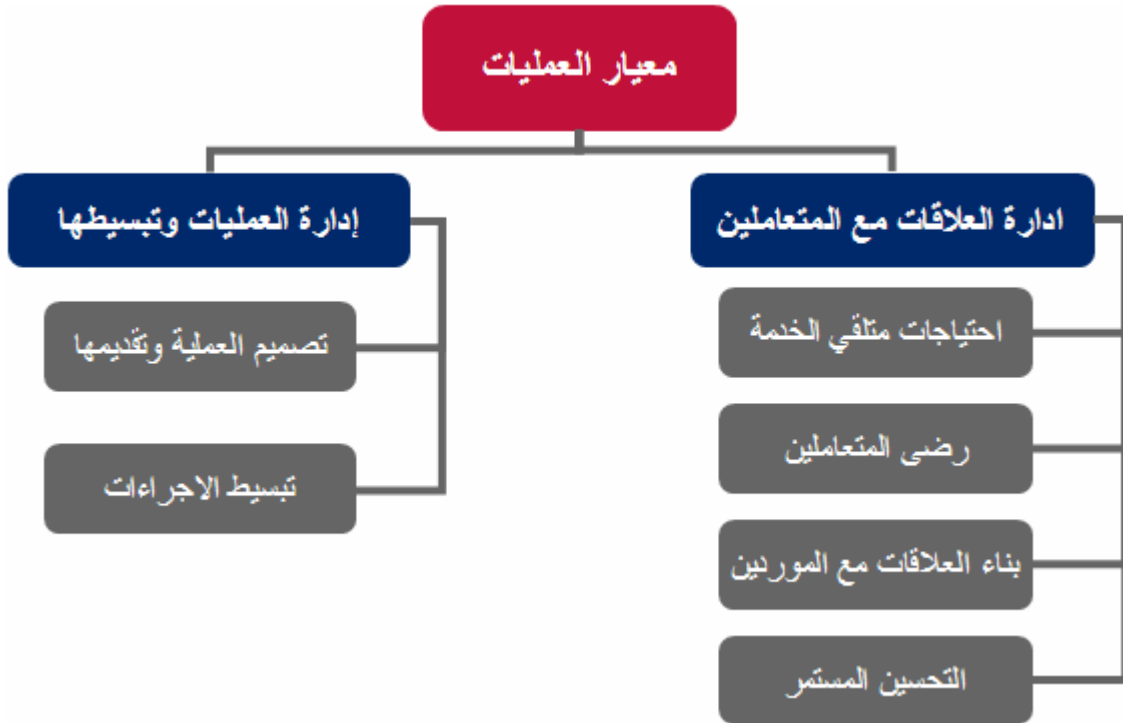 معيار العمليات
ادارة العلاقات مع المتعاملين
احتياجات متلقي الخدمة
رضى المتعاملين
بناء العلاقات مع الموردين
التحسين المستمر
إدارة العمليات وتبسيطها
تصميم العملية وتقديمها
تبسيط الاجراءات